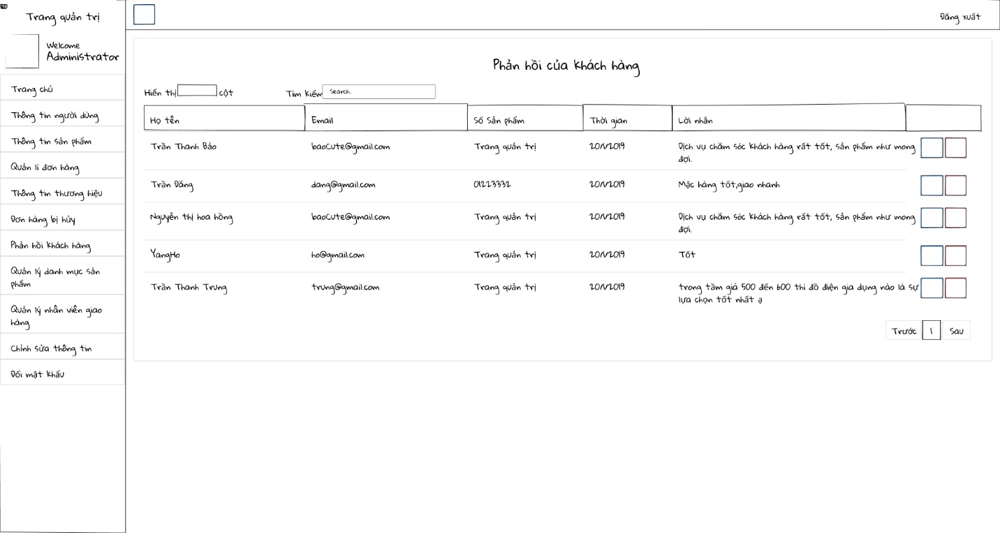 Trang quản trị
Đăng xuất
Welcome
Administrator
Trang chủ
Thông tin người dùng
Thông tin sản phẩm
Quản lí đơn hàng
Thông tin thương hiệu
Đơn hàng bị hủy
Phản hồi khách hàng
Quản lý danh mục sản
phẩm
Quản lý nhân viên giao
hàng
Chỉnh sửa thông tin
Đổi mật khẩu
Phản hồi của khách hàng
Hiển thị cột Tìm kiếm Search..
Họ tên Email Số sản phẩm Thời gian Lời nhắn
Trần Thanh Bảo baocute@gmail.com Trang quản trị 20/1/2019 Dịch vụ chăm sóc khách hàng rất tốt, sản phẩm như mong
đợi.
Trần Đăng dang@gmail.com 01223332 20/1/2019 Mặc hàng tốt,giao nhanh
Nguyễn thị hoa hồng baocute@gmail.com Trang quản trị 20/1/2019 Dịch vụ chăm sóc khách hàng rất tốt, sản phẩm như mong
đợi.
YangHo ho@gmail.com Trang quản trị 20/1/2019 Tốt
Trần Thanh Trung trung@gmail.com Trang quản trị 20/1/2019 trong tầm giá 500 đến 600 thì đồ điện gia dụng nào là sự
lựa chọn tốt nhất ạ
Trước 1 Sau